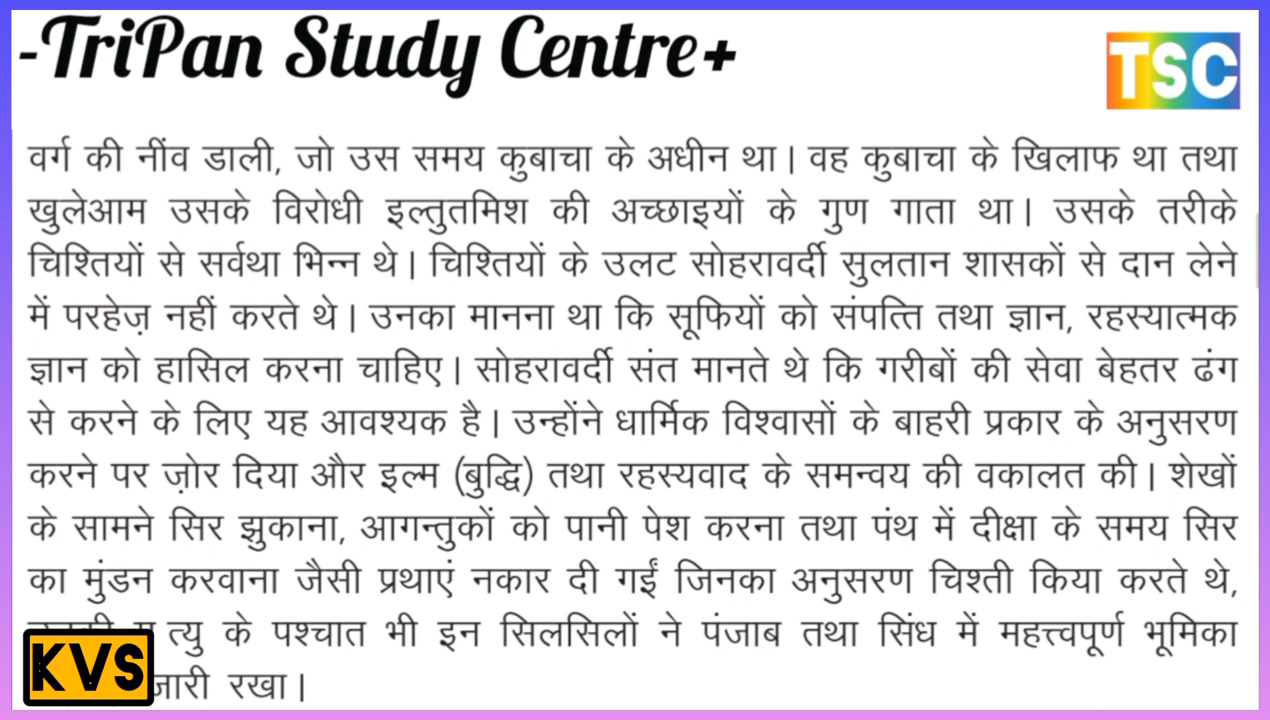 -TriPan Study Centre+
TSC
वर्ग की नींव डाली, जो उस समय कुबाचा के अधीन था। वह कुबाचा के खिलाफ था तथा
खुलेआम उसके विरोधी इल्तुतमिश की अच्छाइयों के गुण गाता था। उसके तरीके
चिश्तियों से सर्वथा भिन्न थे। चिश्तियों के उलट सोहरावर्दी सुलतान शासकों से दान लेने
में परहेज़ नहीं करते थे। उनका मानना था कि सूफियों को संपत्ति तथा ज्ञान, रहस्यात्मक
ज्ञान को हासिल करना चाहिए। सोहरावर्दी संत मानते थे कि गरीबों की सेवा बेहतर ढंग
से करने के लिए यह आवश्यक है। उन्होंने धार्मिक विश्वासों के बाहरी प्रकार के अनुसरण
करने पर ज़ोर दिया और इल्म (बुद्धि) तथा रहस्यवाद के समन्वय की वकालत की। शेखों
के सामने सिर झुकाना, आगन्तुकों को पानी पेश करना तथा पंथ में दीक्षा के समय सिर
का मुंडन करवाना जैसी प्रथाएं नकार दी गईं जिनका अनुसरण चिश्ती किया करते थे,
के पश्चात भी इन सिलसिलों ने पंजाब तथा सिंध में महत्त्वपूर्ण भूमिका
जारी रखा।
KVS